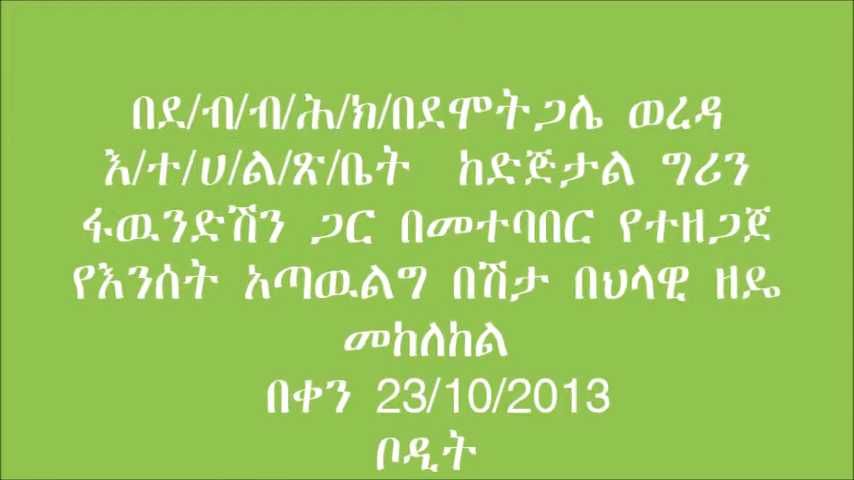 በደ/ብ/ብ/ሕ/ክ/በደሞትጋሌ ወረዳ
እ/ተ/ሀ/ል/ጽ/ቤት ከድጅታል ግሪን
ፋዉንድሽን ጋር በመተባበር የተዘጋጀ
የእንሰት አጣዉልግ በሽታ በህላዊ ዘዴ
መከለከል
በቀን 23/10/2013
ቦዲት